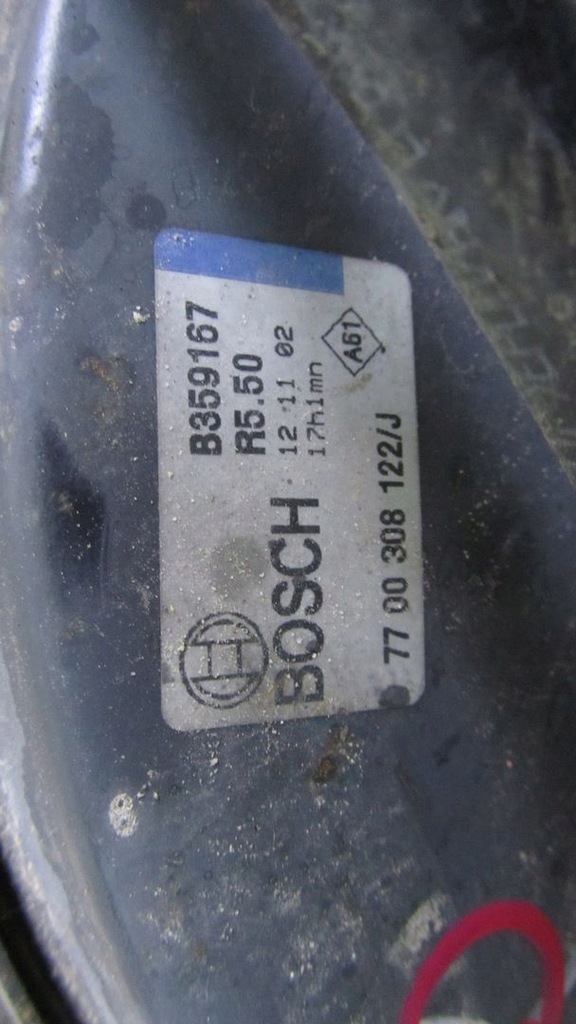 B359167
R5.50
12 11 02
17h1mn
A61
BOSCH
77 00 308 122/J